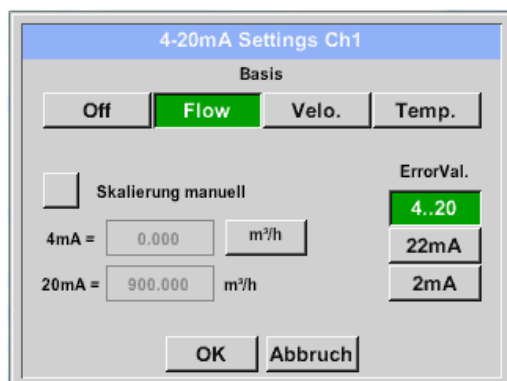 4-20mA Settings Ch1
Basis
Off Flow Velo. Temp.
ErrorVal.
Skalierung manuell
4..20
4mA = 0.000 m³/h
22mA
20mA = 900.000 m³/h
2mA
OK Abbruch